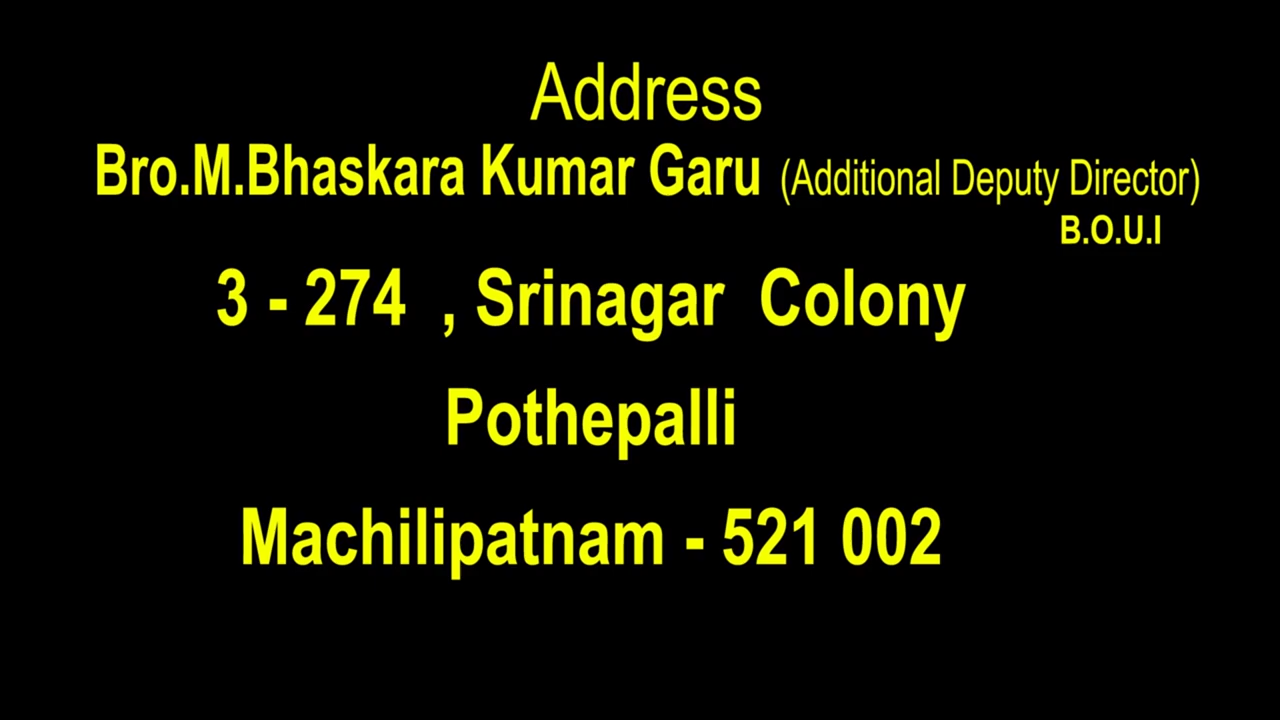 Address
Bro.M.Bhaskara Kumar Garu (Additional Deputy Director)
B.O.U.I
3 - 274 , Srinagar Colony
Pothepalli
Machilipatnam - 521 002